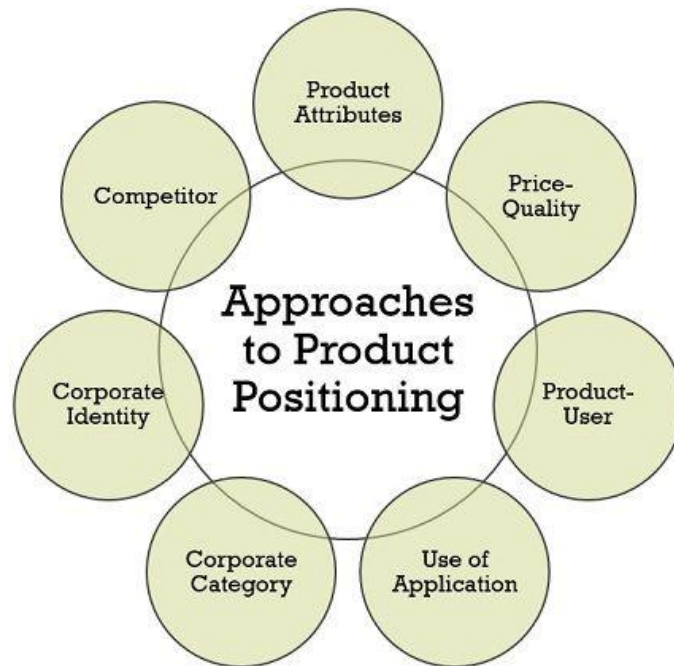 Approaches
to Product
Positioning
Product
Attributes
Price-
Quality
Product-
User
Use of
Application
Corporate
Category
Corporate
Identity
Competitor